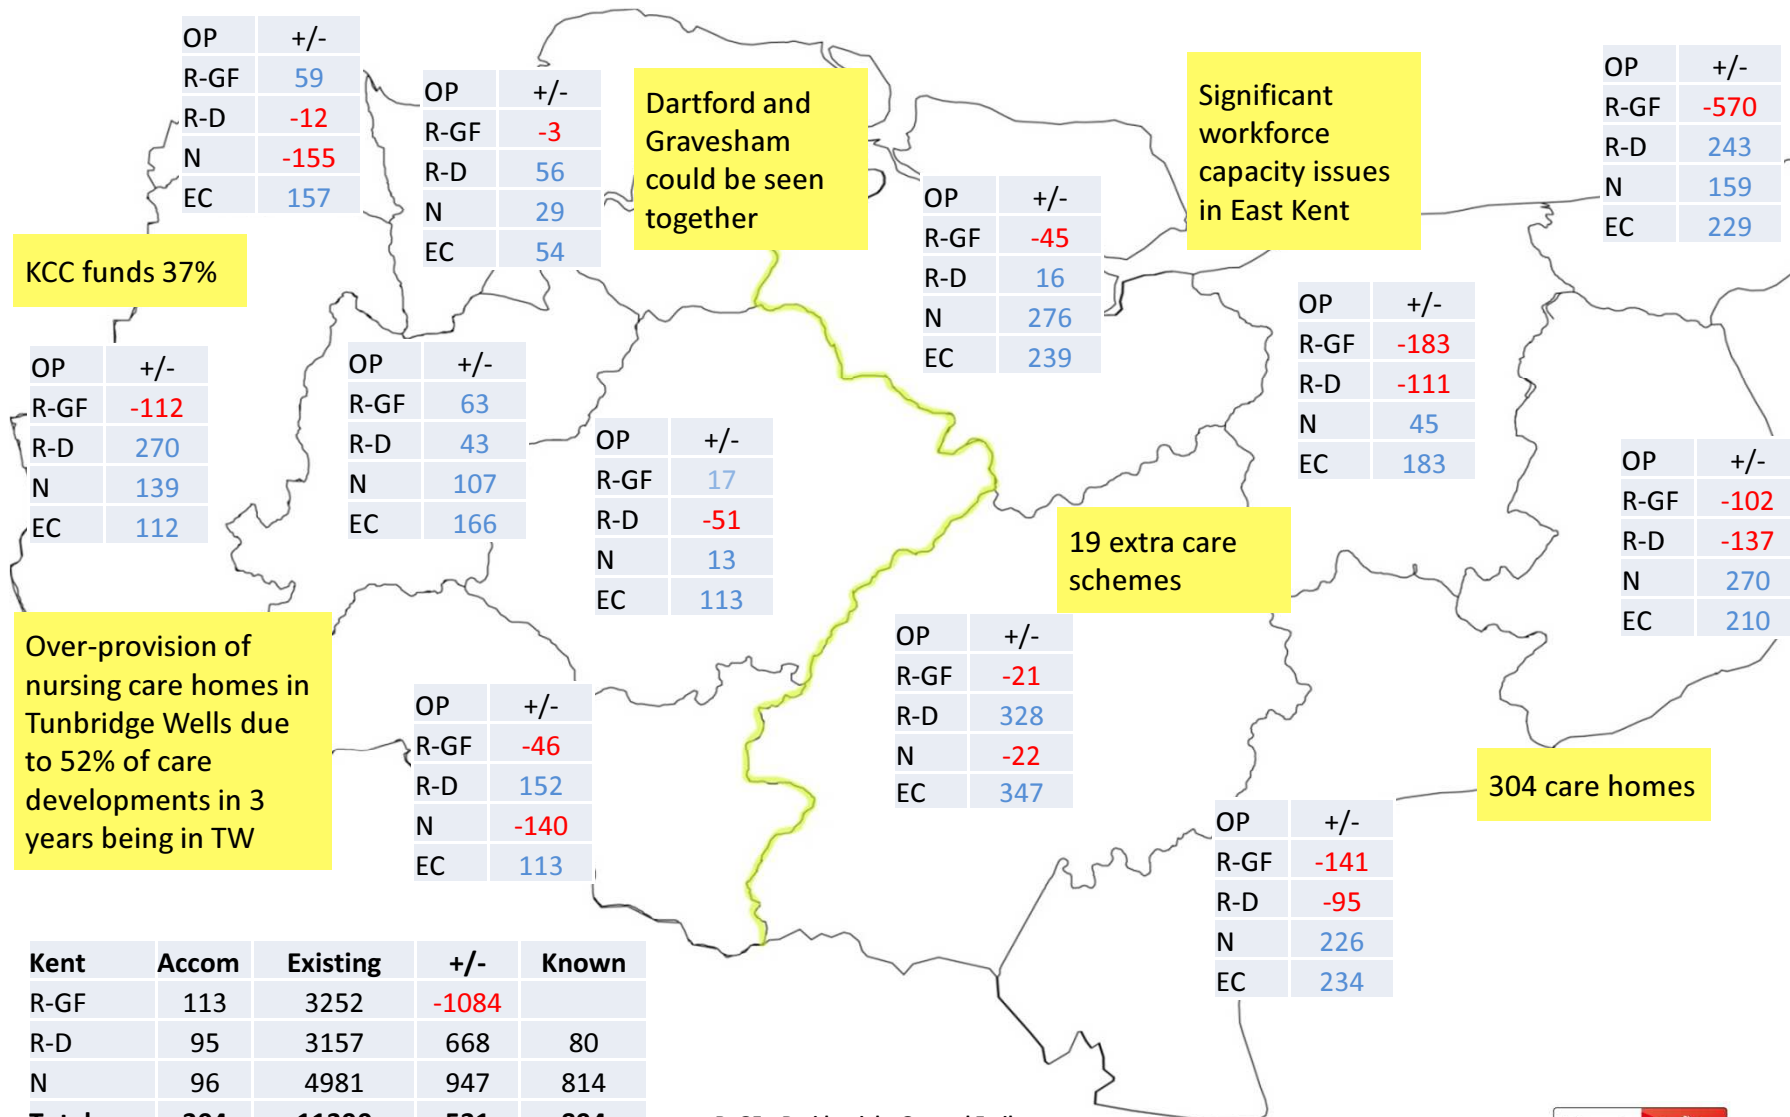 OP +/-
R-GF 59
R-D -12
N -155
EC 157
OP +/-
R-GF -3
R-D 56
N 29
EC 54
Dartford and
Gravesham
could be seen
together
OP +/-
R-GF -45
R-D 16
N 276
EC 239
Significant
workforce
capacity issues
in East Kent
OP +/-
R-GF -570
R-D 243
N 159
EC 229
KCC funds 37%
OP +/-
R-GF -112
R-D 270
N 139
EC 112
OP +/-
R-GF 63
R-D 43
N 107
EC 166
OP +/-
R-GF 17
R-D -51
N 13
EC 113
OP +/-
R-GF -183
R-D -111
N 45
EC 183
OP +/-
R-GF -102
R-D -137
N 270
EC 210
19 extra care
schemes
Over-provision of
nursing care homes in
Tunbridge Wells due
to 52% of care
developments in 3
years being in TW
OP +/-
R-GF -46
R-D 152
N -140
EC 113
OP +/-
R-GF -21
R-D 328
N -22
EC 347
304 care homes
OP +/-
R-GF -141
R-D -95
N 226
EC 234
Kent Accom Existing +/- Known
R-GF 113 3252 -1084
R-D 95 3157 668 80
N 96 4981 947 814